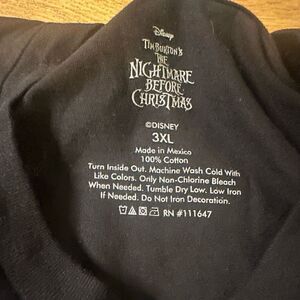 Disney
TIM BURTON'S
THE
NIGHTMARE
BEFORE
CHRISTMAS
©DISNEY
3XL
Made in Mexico
100% Cotton
Turn Inside Out. Machine Wash Cold With
Like Colors. Only Non-Chlorine Bleach
When Needed. Tumble Dry Low. Low Iron
If Needed. Do Not Iron Decoration.
RN #111647